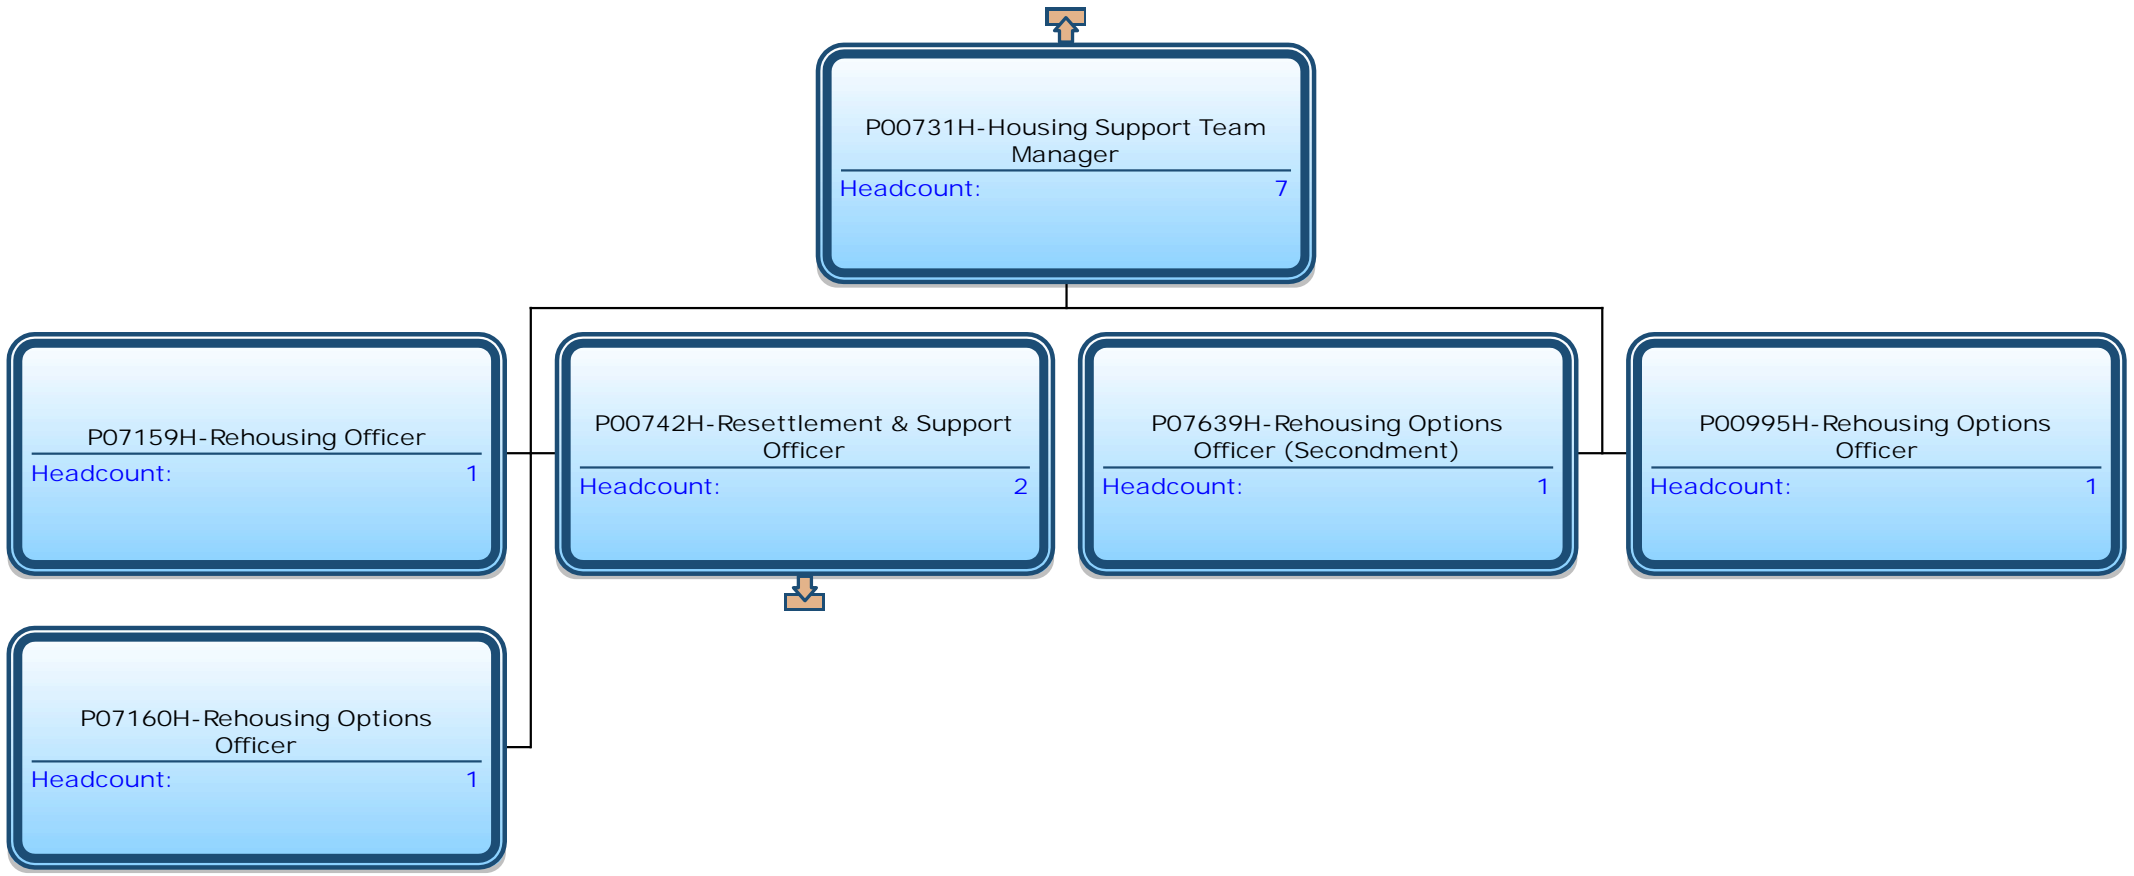 P00731H-Housing Support Team
Manager
Headcount: 7
P07159H-Rehousing Officer
Headcount: 1
P00742H-Resettlement & Support
Officer
Headcount: 2
P07639H-Rehousing Options
Officer (Secondment)
Headcount: 1
P00995H-Rehousing Options
Officer
Headcount: 1
P07160H-Rehousing Options
Officer
Headcount: 1